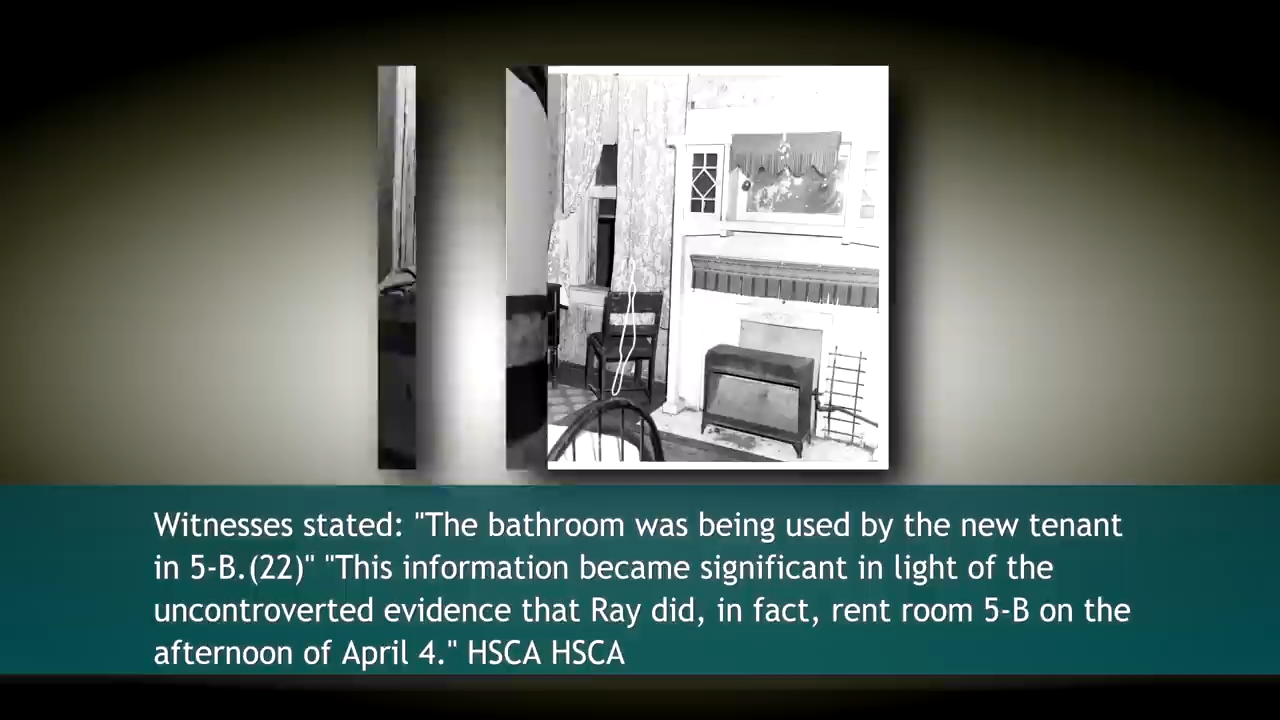 Witnesses stated: "The bathroom was being used by the new tenant
in 5-B.(22)" "This information became significant in light of the
uncontroverted evidence that Ray did, in fact, rent room 5-B on the
afternoon of April 4." HSCA HSCA